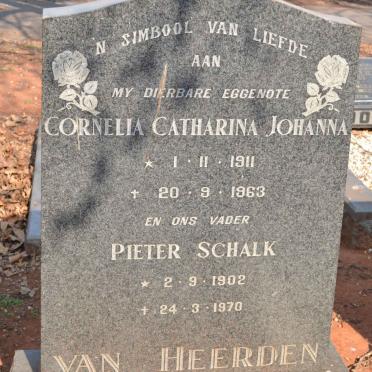 'N SIMBOOL VAN LIEFDE
AAN
MY DIERBARE EGGENOTE
CORNELIA CATHARINA JOHANNA
★ 1 · 11 · 1911
✝ 20 · 9 · 1963
EN ONS VADER
PIETER SCHALK
★ 2 · 9 · 1902
✝ 24 · 3 · 1970
VAN HEERDEN